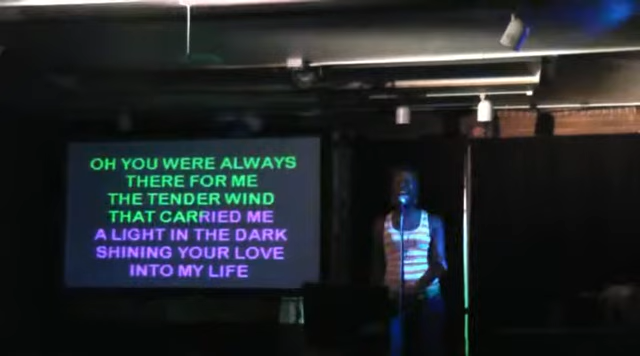 OH YOU WERE ALWAYS
THERE FOR ME
THE TENDER WIND
THAT CARRIED ME
A LIGHT IN THE DARK
SHINING YOUR LOVE
INTO MY LIFE